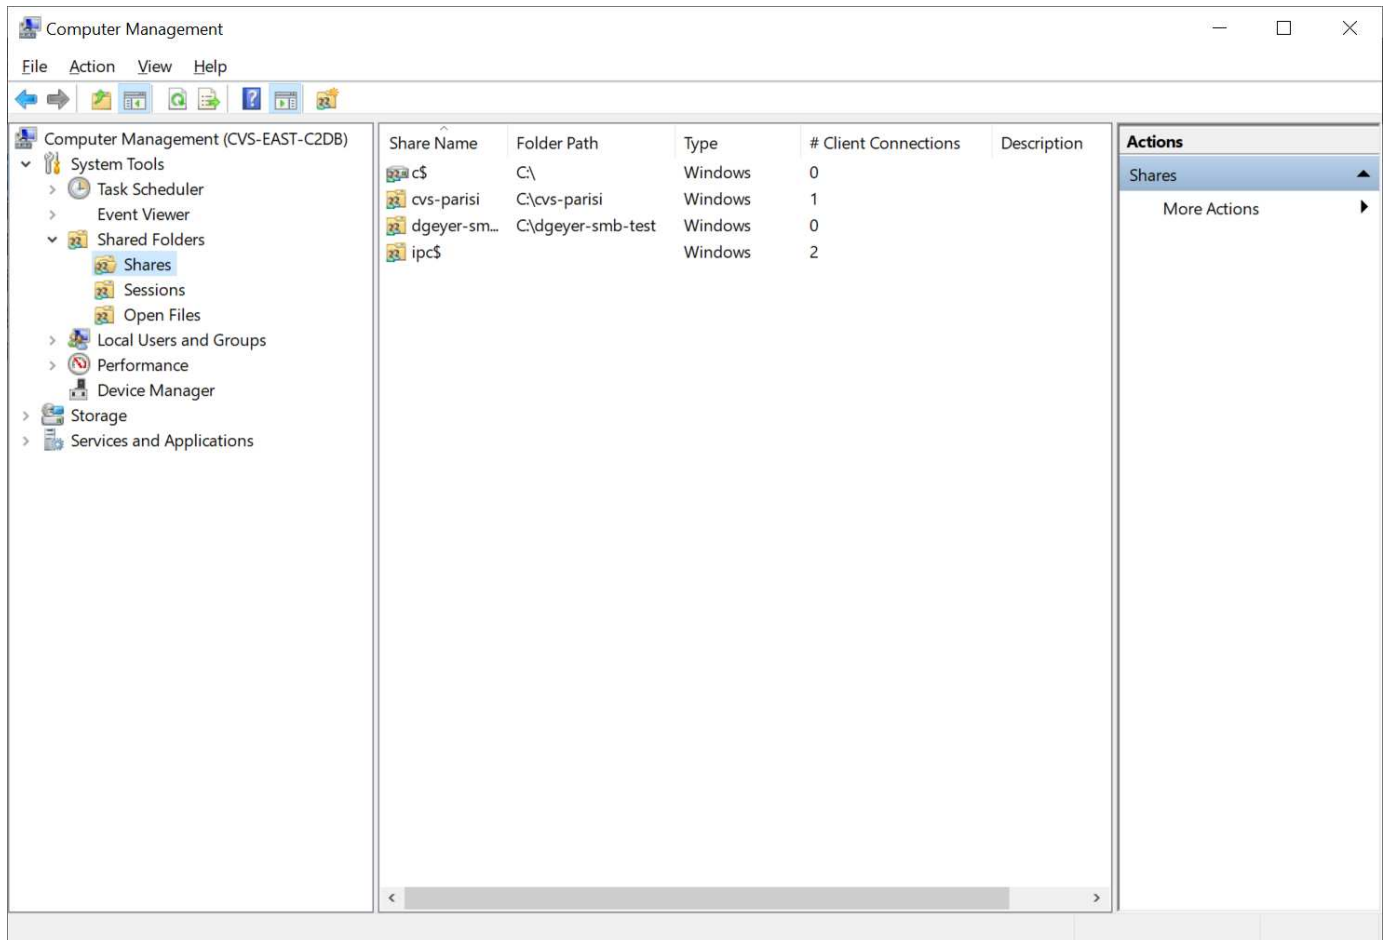 Computer Management
File Action View Help
Computer Management (CVS-EAST-C2DB)
System Tools
Task Scheduler
Event Viewer
Shared Folders
Shares
Sessions
Open Files
Local Users and Groups
Performance
Device Manager
Storage
Services and Applications
Share Name Folder Path Type # Client Connections Description
c$ C:\ Windows 0
cvs-parisi C:\cvs-parisi Windows 1
dgeyer-sm... C:\dgeyer-smb-test Windows 0
ipc$ Windows 2
Actions
Shares
More Actions